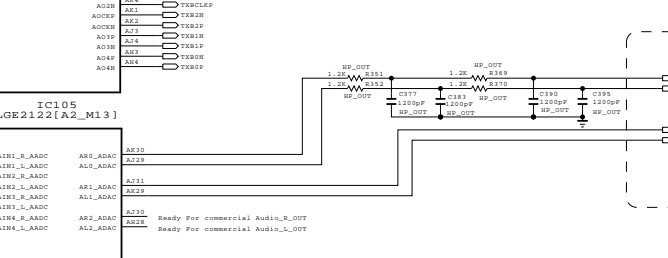 AO2N AK4 TXBCLKP
AOCKP AK1 TXB2N
AOCKN AK2 TXB2P
AO3P AJ3 TXB1N
AO3N AJ4 TXB1P
AO4P AH3 TXB0N
AO4N AH4 TXB0P
HP_OUT HP_OUT
1.2K R351 1.2K R369
1.2K R352 1.2K R370
HP_OUT HP_OUT
C377 C383 C390 C395
1200pF 1200pF 1200pF 1200pF
HP_OUT HP_OUT HP_OUT HP_OUT
IC105
LGE2122[A2_M13]
AIN1_R_AADC AR0_ADAC AK30
AIN1_L_AADC AL0_ADAC AJ29
AIN2_R_AADC
AIN2_L_AADC AR1_ADAC AJ31
AIN3_R_AADC AL1_ADAC AK29
AIN3_L_AADC
AIN4_R_AADC AR2_ADAC AJ30 Ready For commercial Audio_R_OUT
AIN4_L_AADC AL2_ADAC AH28 Ready For commercial Audio_L_OUT